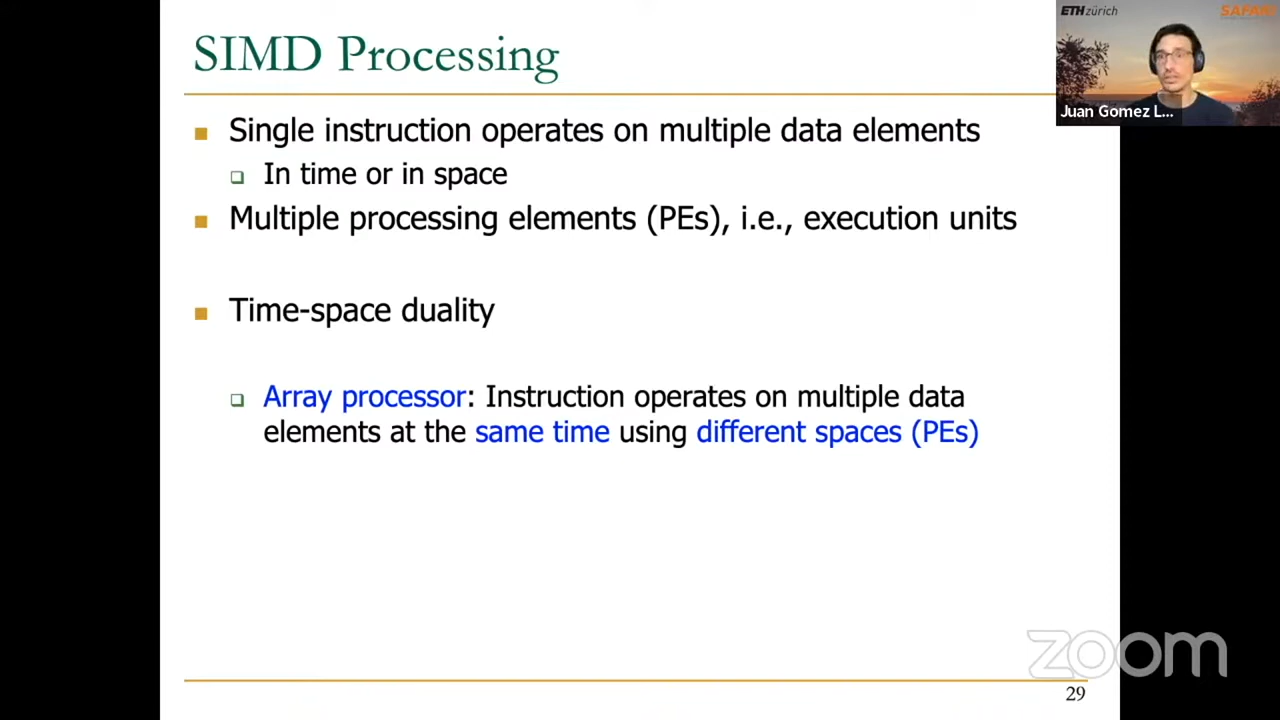 SIMD Processing
ETH zürich
SAFARI
Juan Gomez L...
Single instruction operates on multiple data elements
In time or in space
Multiple processing elements (PEs), i.e., execution units
Time-space duality
Array processor: Instruction operates on multiple data
elements at the same time using different spaces (PEs)
zoom
29